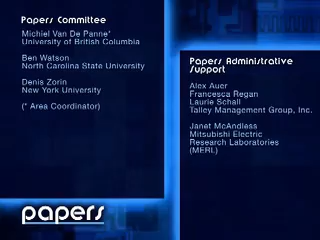 Papers Committee
Michiel Van De Panne*
University of British Columbia
Ben Watson
North Carolina State University
Denis Zorin
New York University
(* Area Coordinator)
Papers Administrative
Support
Alex Auer
Francesca Regan
Laurie Schall
Talley Management Group, Inc.
Janet McAndless
Mitsubishi Electric
Research Laboratories
(MERL)
papers